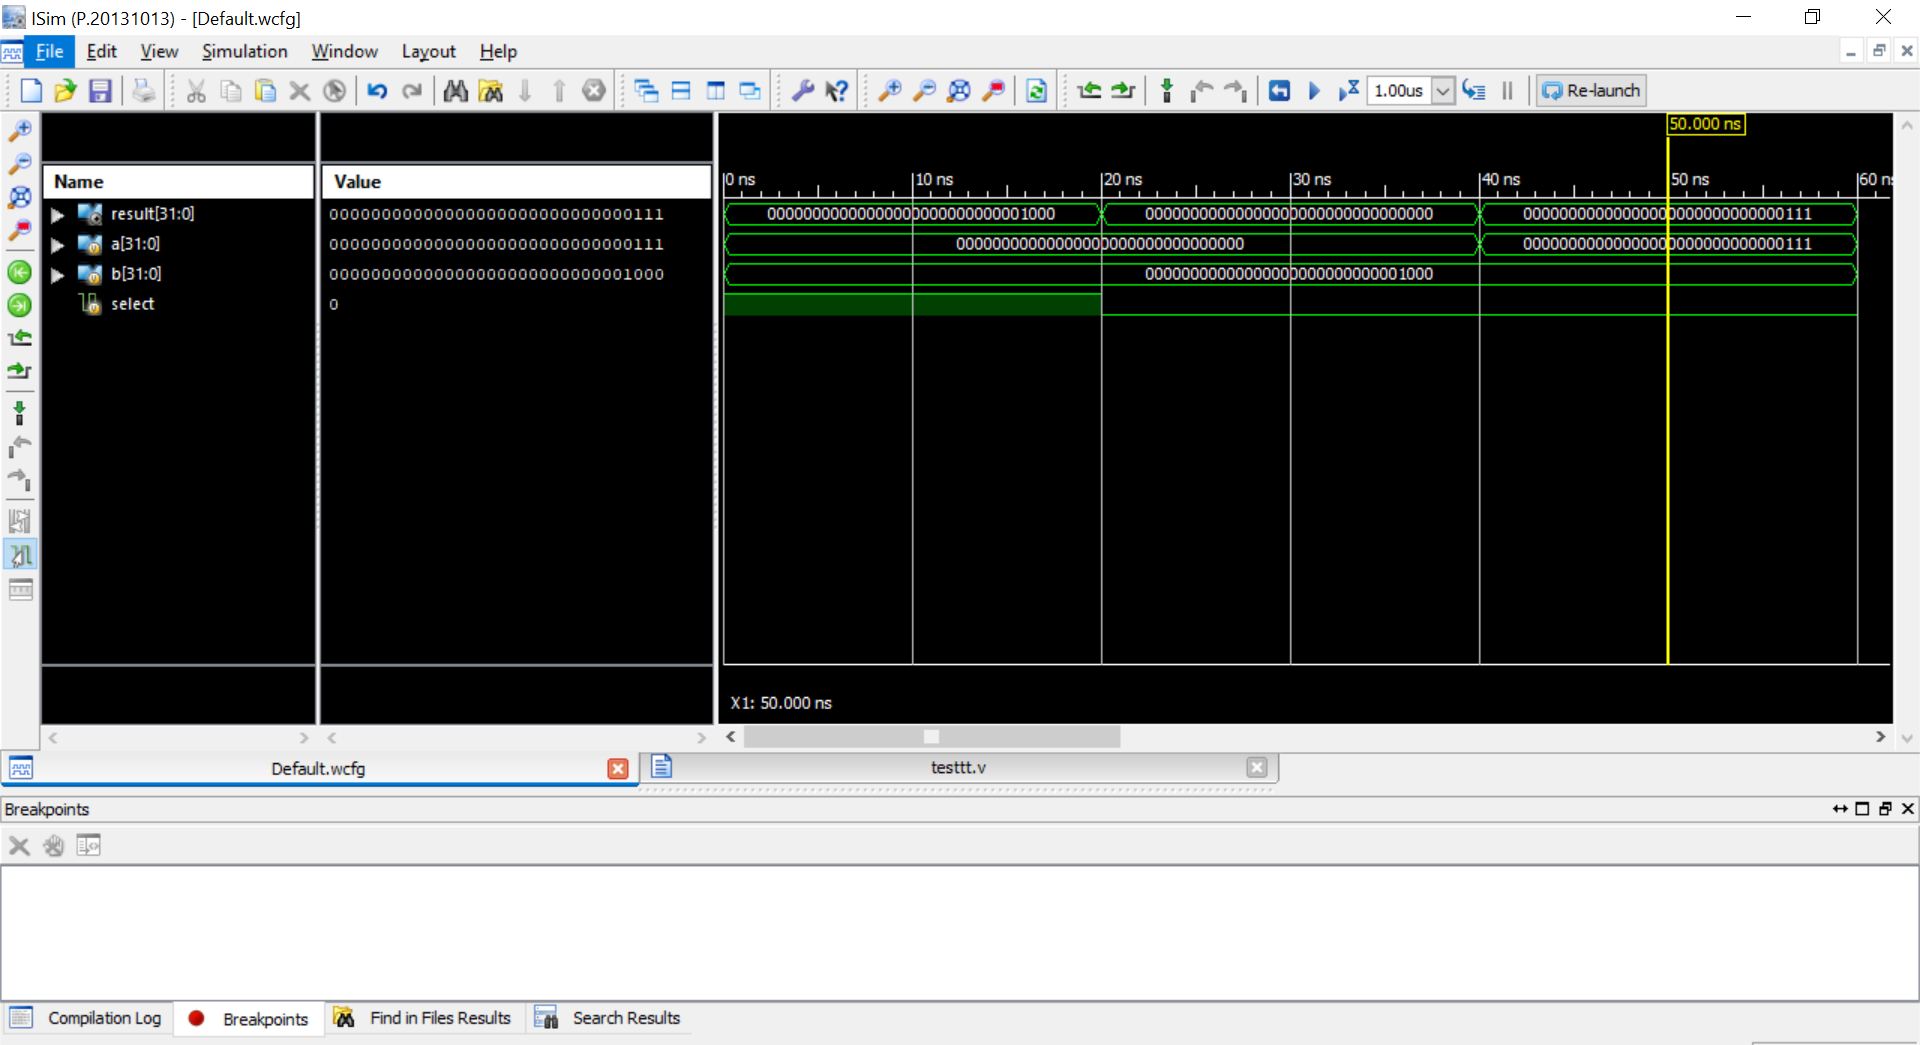 ISim (P.20131013) - [Default.wcfg]
File Edit View Simulation Window Layout Help
1.00us Re-launch
50.000 ns
Name Value
0 ns 10 ns 20 ns 30 ns 40 ns 50 ns 60 ns
result[31:0] 00000000000000000000000000000111 00000000000000000000000000001000 00000000000000000000000000000000 00000000000000000000000000000111
a[31:0] 00000000000000000000000000000111 00000000000000000000000000000000 00000000000000000000000000000111
b[31:0] 00000000000000000000000000001000 00000000000000000000000000001000
select 0
X1: 50.000 ns
Default.wcfg testtt.v
Breakpoints
Compilation Log Breakpoints Find in Files Results Search Results